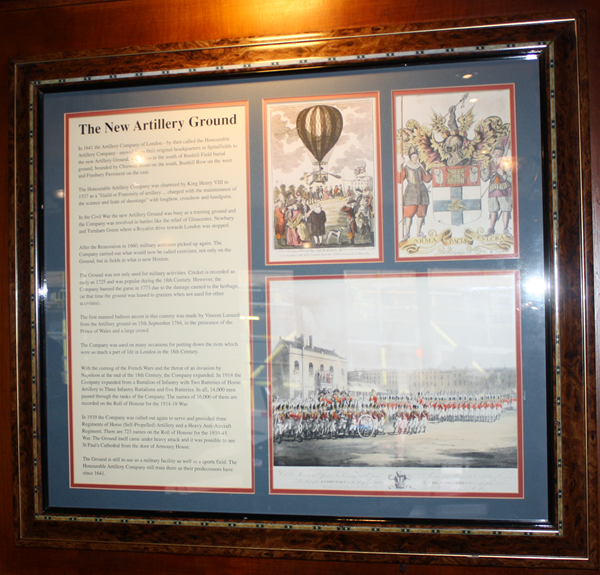 The New Artillery Ground
In 1641 the Artillery Company of London - by then called the Honourable
Artillery Company - moved from their original headquarters in Spitalfields to
the new Artillery Ground, to the south of Bunhill Field burial
ground, bounded by Chiswell Street on the south, Bunhill Row on the west
and Finsbury Pavement on the east.
The Honourable Artillery Company was chartered by King Henry VIII in
1537 as a "Guild or Fraternity of artillery ... charged with the maintenance of
the science and feate of shootinge" with longbow, crossbow and handguns.
In the Civil War the new Artillery Ground was busy as a training ground and
the Company was involved in battles like the relief of Gloucester, Newbury
and Turnham Green where a Royalist drive towards London was stopped.
After the Restoration in 1660, military activities picked up again. The
Company carried out what would now be called exercises, not only on the
Ground, but in fields in what is now Hoxton.
The Ground was not only used for military activities. Cricket is recorded as
early as 1725 and was popular during the 18th Century. However, the
Company banned the game in 1773 due to the damage caused to the herbage,
(at that time the ground was leased to graziers when not used for other
activities).
The first manned balloon ascent in this country was made by Vincent Lunardi
from the Artillery ground on 15th September 1784, in the presence of the
Prince of Wales and a large crowd.
The Company was used on many occasions for putting down the riots which
were so much a part of life in London in the 18th Century.
With the coming of the French Wars and the threat of an invasion by
Napoleon at the end of the 18th century, the Company expanded. In 1914 the
Company expanded from a Battalion of Infantry with Two Batteries of Horse
Artillery to Three Infantry Battalions and five Batteries. In all, 14,000 men
passed through the ranks of the Company. The names of 16,000 of them are
recorded on the Roll of Honour for the 1914-18 War.
In 1939 the Company was called out again to serve and provided three
Regiments of Horse (Self-Propelled) Artillery and a Heavy Anti-Aircraft
Regiment. There are 723 names on the Roll of Honour for the 1939-45
War. The Ground itself came under heavy attack and it was possible to see
St Paul's Cathedral from the door of Armoury House.
The Ground is still in use as a military facility as well as a sports field. The
Honourable Artillery Company still train there as their predecessors have
since 1641.